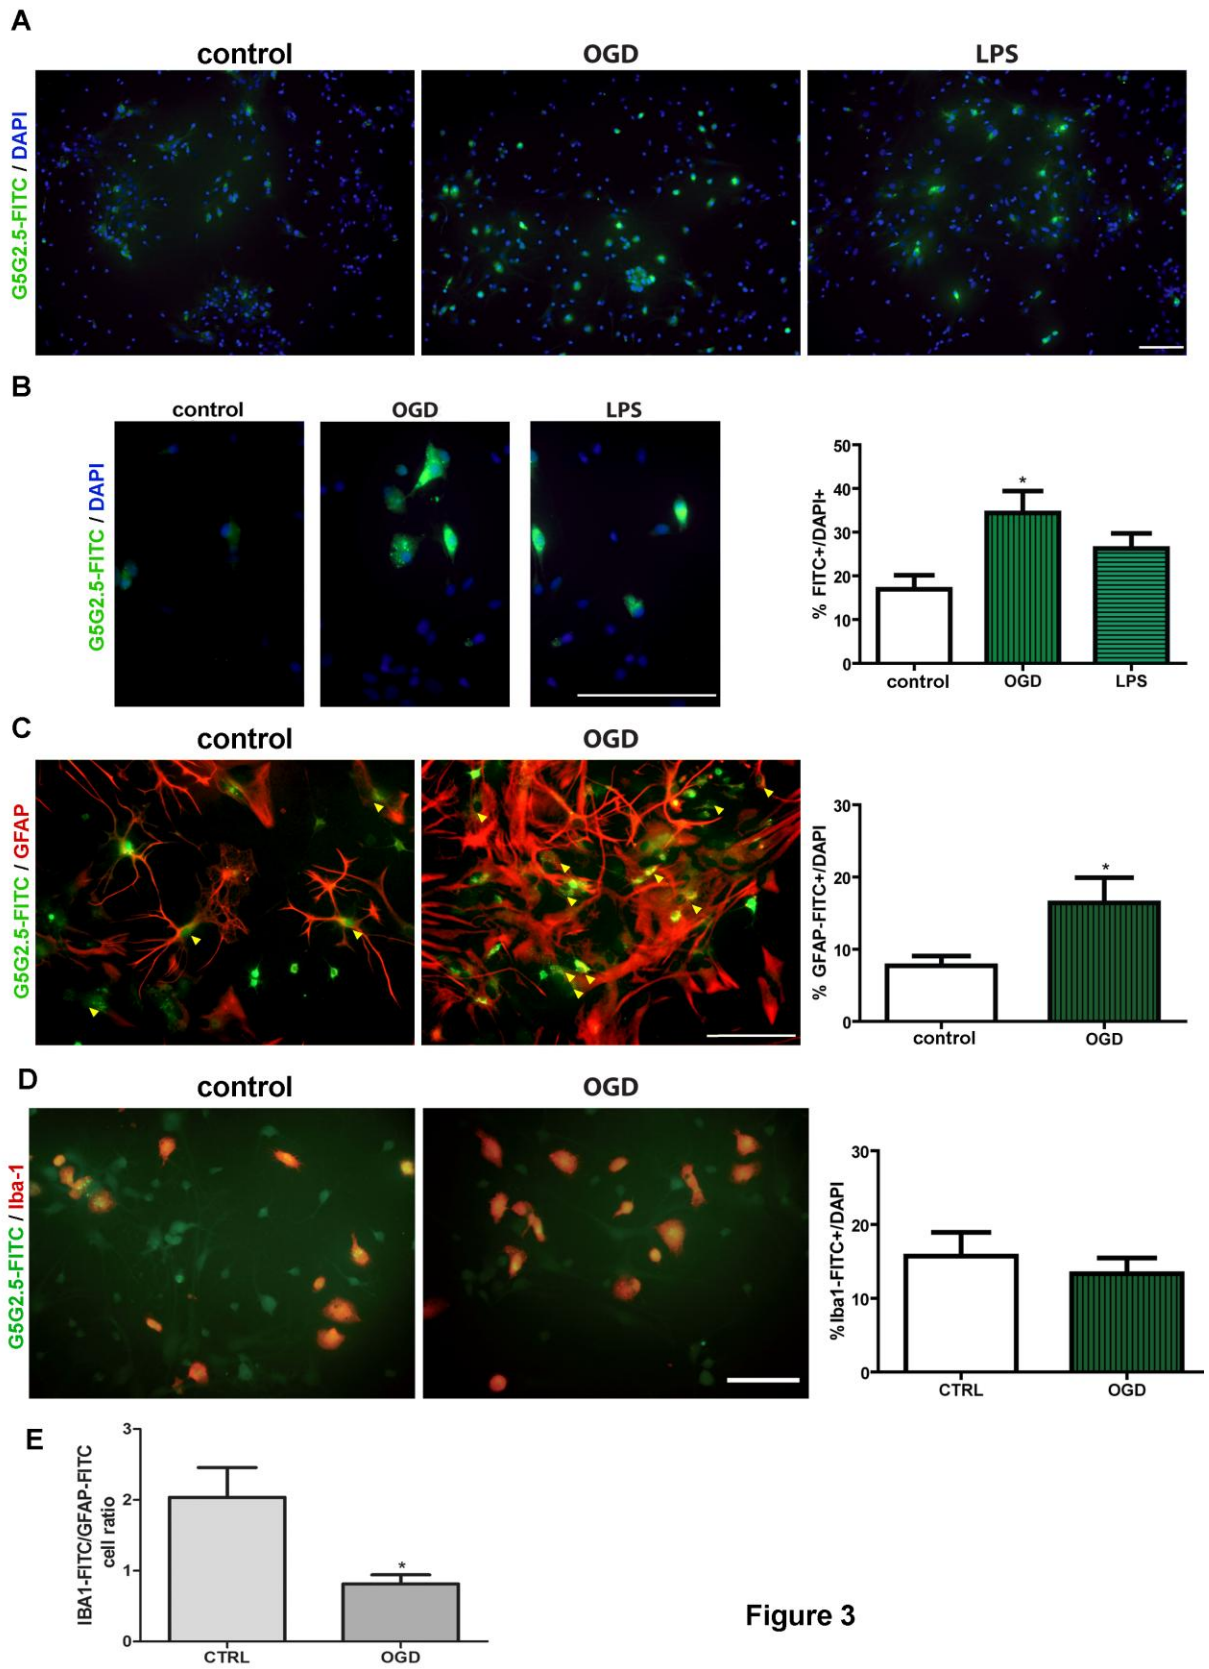 A
control
OGD
LPS
G5G2.5-FITC / DAPI
B
control
OGD
LPS
G5G2.5-FITC / DAPI
% FITC+/DAPI+
50
40
30
20
10
0
*
control
OGD
LPS
C
control
OGD
G5G2.5-FITC / GFAP
% GFAP-FITC+/DAPI
30
20
10
0
*
control
OGD
D
control
OGD
G5G2.5-FITC / Iba-1
%Iba1-FITC+/DAPI
30
20
10
0
CTRL
OGD
E
IBA1-FITC/GFAP-FITC
cell ratio
3
2
1
0
*
CTRL
OGD
Figure 3